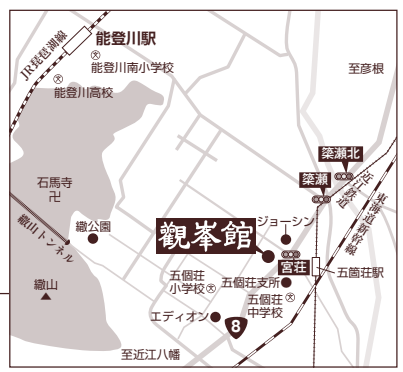 能登川駅
JR琵琶湖線
能登川南小学校
能登川高校
至彦根
簗瀬北
簗瀬
近江鉄道
東海道新幹線
石馬寺
卍
繖山トンネル
繖公園
繖山
ジョーシン
觀峯館
宮荘
五箇荘駅
五個荘
小学校
五個荘支所
五個荘
中学校
エディオン
8
至近江八幡